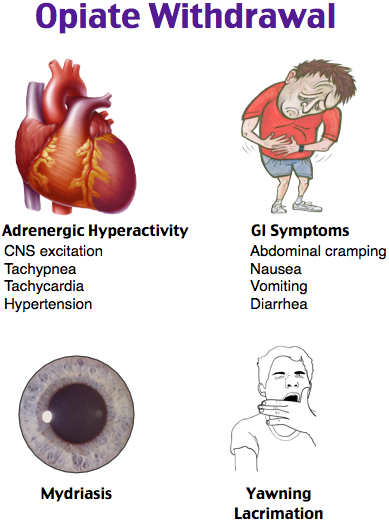 Opiate Withdrawal
Adrenergic Hyperactivity
CNS excitation
Tachypnea
Tachycardia
Hypertension
GI Symptoms
Abdominal cramping
Nausea
Vomiting
Diarrhea
Mydriasis
Yawning
Lacrimation